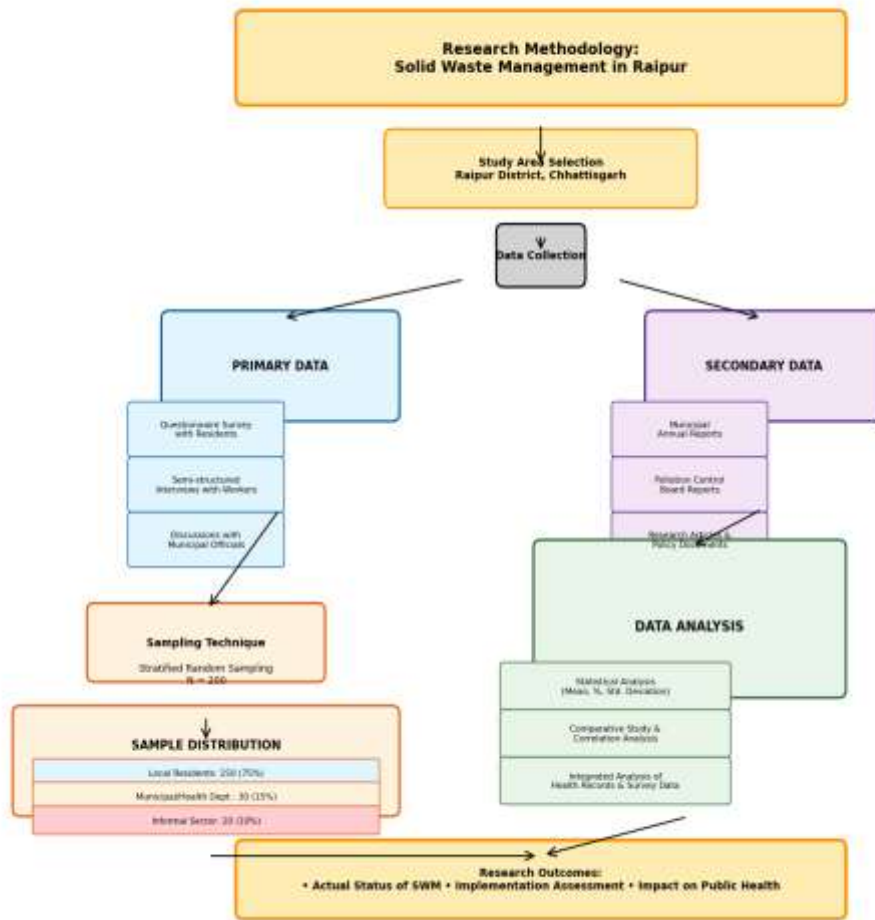 Research Methodology:
Solid Waste Management in Raipur
Study Area Selection
Raipur District, Chhattisgarh
Data Collection
PRIMARY DATA
SECONDARY DATA
Questionnaire Survey
with Residents
Semi-structured
Interviews with Workers
Discussions with
Municipal Officials
Municipal
Annual Reports
Pollution Control
Board Reports
Research Articles &
Policy Documents
Sampling Technique
Stratified Random Sampling
N = 200
SAMPLE DISTRIBUTION
Local Residents: (75%)
Municipal/Health Dept.: 30 (15%)
Informal Sector: 20 (10%)
DATA ANALYSIS
Statistical Analysis
(Mean, %, Std. Deviation)
Comparative Study &
Correlation Analysis
Integrated Analysis of
Health Records & Survey Data
Research Outcomes:
• Actual Status of SWM • Implementation Assessment • Impact on Public Health